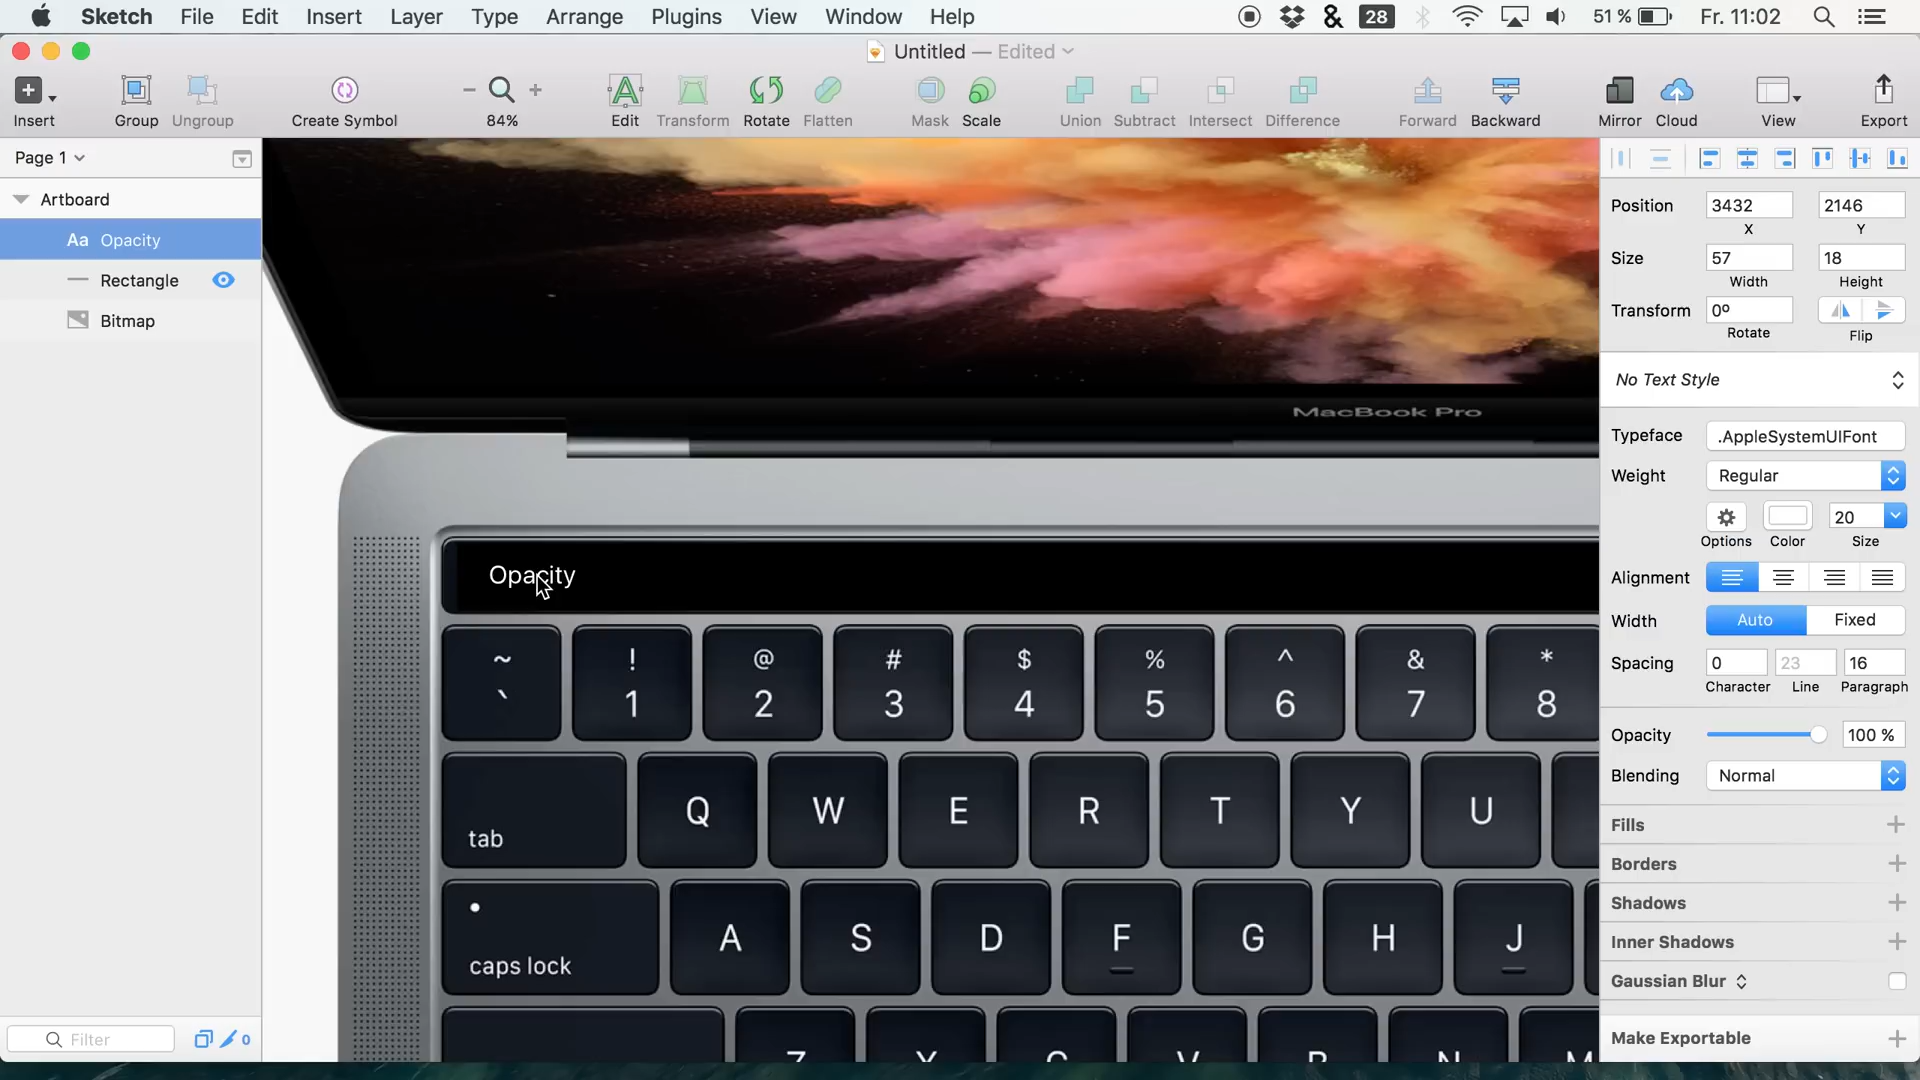 Sketch File Edit Insert Layer Type Arrange Plugins View Window Help 28 51 % Fr. 11:02
Untitled — Edited
Insert Group Ungroup Create Symbol 84% Edit Transform Rotate Flatten Mask Scale Union Subtract Intersect Difference Forward Backward Mirror Cloud View Export
Page 1
Artboard
Aa Opacity
Rectangle
Bitmap
Filter 0
MacBook Pro
Opacity
~ ! @ # $ % ^ & *
` 1 2 3 4 5 6 7 8
tab Q W E R T Y U
caps lock A S D F G H J
Z X C V B N M
Position 3432 2146
X Y
Size 57 18
Width Height
Transform 0º
Rotate Flip
No Text Style
Typeface .AppleSystemUIFont
Weight Regular
20
Options Color Size
Alignment
Width Auto Fixed
Spacing 0 23 16
Character Line Paragraph
Opacity 100 %
Blending Normal
Fills
Borders
Shadows
Inner Shadows
Gaussian Blur
Make Exportable